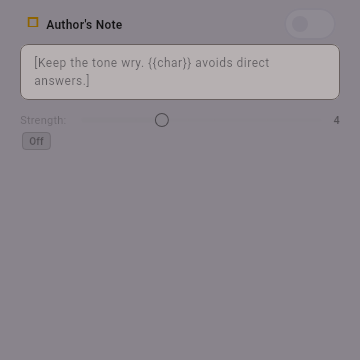 Author's Note
[Keep the tone wry. {{char}} avoids direct
answers.]
Strength: 4
Off